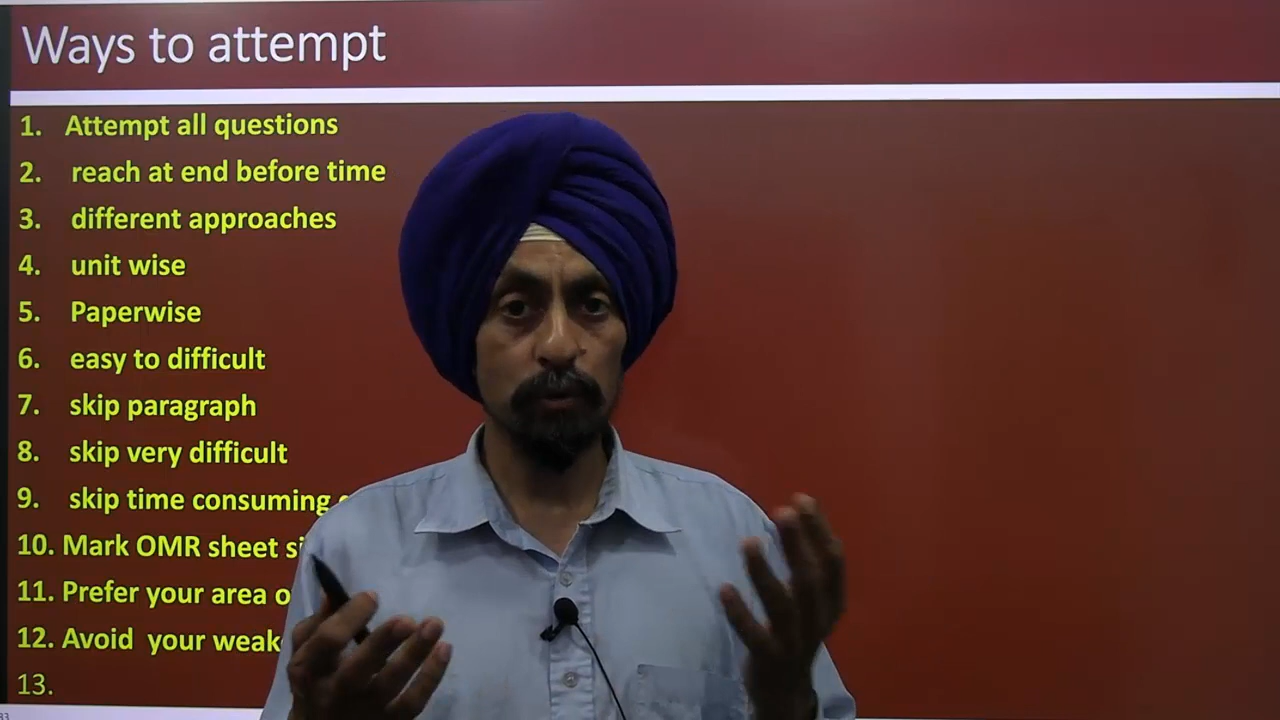 Ways to attempt
1. Attempt all questions
2. reach at end before time
3. different approaches
4. unit wise
5. Paperwise
6. easy to difficult
7. skip paragraph
8. skip very difficult
9. skip time consuming
10. Mark OMR sheet
11. Prefer your area
12. Avoid your
13.